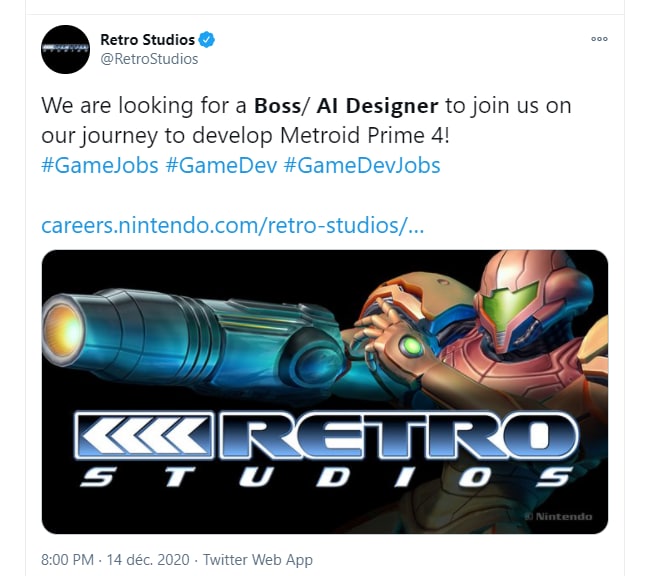 Retro Studios
@RetroStudios
We are looking for a Boss/ AI Designer to join us on
our journey to develop Metroid Prime 4!
#GameJobs #GameDev #GameDevJobs
careers.nintendo.com/retro-studios/...
RETRO
STUDIOS
© Nintendo
8:00 PM · 14 déc. 2020 · Twitter Web App